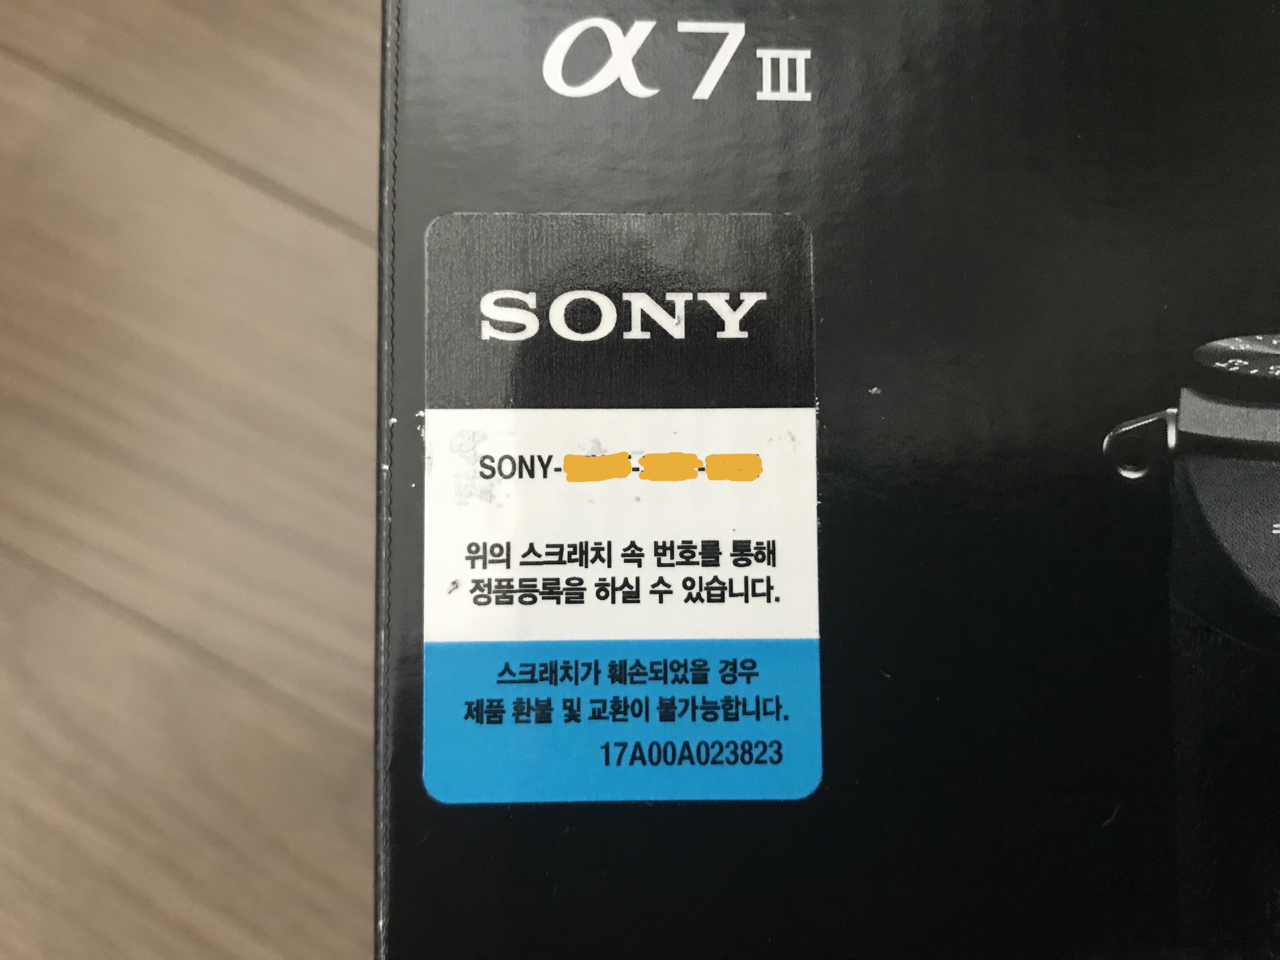 α7III
SONY
SONY-
위의 스크래치 속 번호를 통해
정품등록을 하실 수 있습니다.
스크래치가 훼손되었을 경우
제품 환불 및 교환이 불가능합니다.
17A00A023823